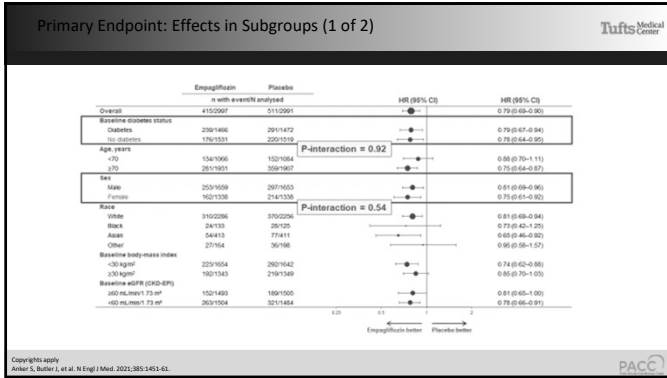 Primary Endpoint: Effects in Subgroups (1 of 2)
Tufts Medical Center
Empagliflozin Placebo
n with event/N analysed HR (95% CI) HR (95% CI)
Overall 415/2997 511/2991 0.79 (0.69–0.90)
Baseline diabetes status
Diabetes 239/1466 291/1472 0.79 (0.67–0.94)
No diabetes 176/1531 220/1519 0.78 (0.64–0.95)
P-interaction = 0.92
Age, years
<70 134/1066 152/1084 0.88 (0.70–1.11)
≥70 281/1931 359/1907 0.75 (0.64–0.87)
Sex
Male 253/1659 297/1653 0.81 (0.69–0.96)
Female 162/1338 214/1338 0.75 (0.61–0.92)
P-interaction = 0.54
Race
White 310/2286 370/2256 0.81 (0.69–0.94)
Black 24/133 28/125 0.73 (0.42–1.25)
Asian 54/413 77/411 0.65 (0.46–0.92)
Other 27/164 36/198 0.95 (0.58–1.57)
Baseline body-mass index
<30 kg/m² 223/1654 292/1642 0.74 (0.62–0.88)
≥30 kg/m² 192/1343 219/1349 0.85 (0.70–1.03)
Baseline eGFR (CKD-EPI)
≥60 mL/min/1.73 m² 152/1493 189/1505 0.81 (0.65–1.00)
<60 mL/min/1.73 m² 263/1504 321/1484 0.78 (0.66–0.91)
0.25 0.5 1 2
Empagliflozin better Placebo better
Copyrights apply
Anker S, Butler J, et al. N Engl J Med. 2021;385:1451-61.
PACC